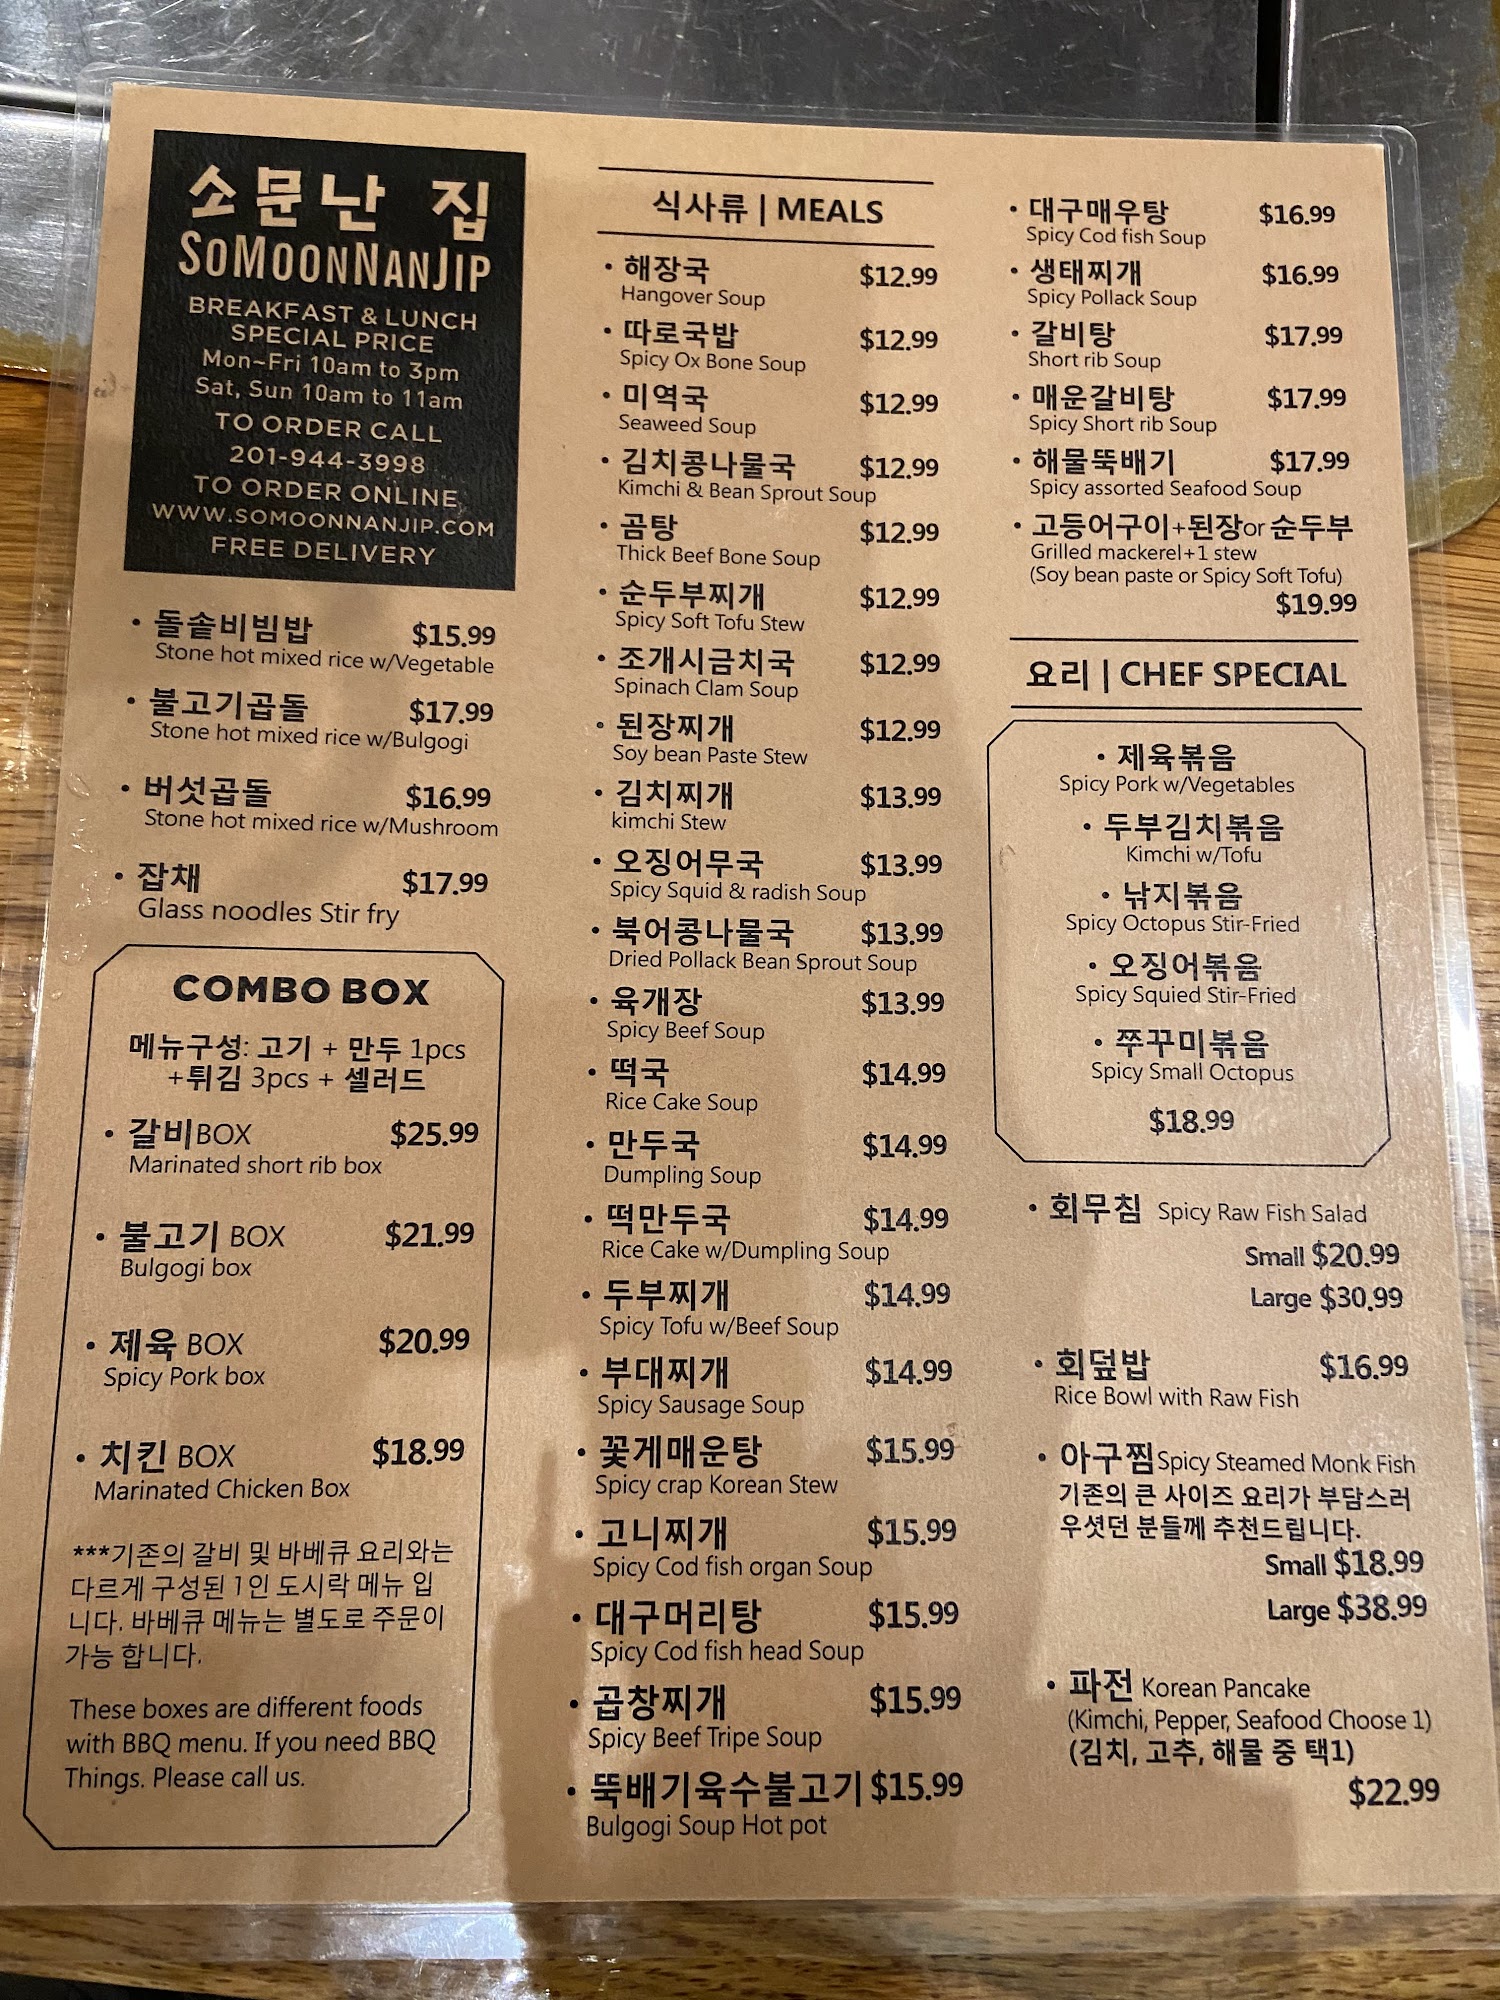 소문난 집
SOMOONNANJIP
BREAKFAST & LUNCH
SPECIAL PRICE
Mon~Fri 10am to 3pm
Sat, Sun 10am to 11am
TO ORDER CALL
201-944-3998
TO ORDER ONLINE
WWW.SOMOONNANJIP.COM
FREE DELIVERY
• 돌솥비빔밥 $15.99
Stone hot mixed rice w/Vegetable
• 불고기곱돌 $17.99
Stone hot mixed rice w/Bulgogi
• 버섯곱돌 $16.99
Stone hot mixed rice w/Mushroom
• 잡채 $17.99
Glass noodles Stir fry
COMBO BOX
메뉴구성: 고기 + 만두 1pcs
+튀김 3pcs + 셀러드
• 갈비BOX $25.99
Marinated short rib box
• 불고기 BOX $21.99
Bulgogi box
• 제육 BOX $20.99
Spicy Pork box
• 치킨 BOX $18.99
Marinated Chicken Box
***기존의 갈비 및 바베큐 요리와는
다르게 구성된 1인 도시락 메뉴 입
니다. 바베큐 메뉴는 별도로 주문이
가능 합니다.
These boxes are different foods
with BBQ menu. If you need BBQ
Things. Please call us.
식사류 | MEALS
• 해장국 $12.99
Hangover Soup
• 따로국밥 $12.99
Spicy Ox Bone Soup
• 미역국 $12.99
Seaweed Soup
• 김치콩나물국 $12.99
Kimchi & Bean Sprout Soup
• 곰탕 $12.99
Thick Beef Bone Soup
• 순두부찌개 $12.99
Spicy Soft Tofu Stew
• 조개시금치국 $12.99
Spinach Clam Soup
• 된장찌개 $12.99
Soy bean Paste Stew
• 김치찌개 $13.99
kimchi Stew
• 오징어무국 $13.99
Spicy Squid & radish Soup
• 북어콩나물국 $13.99
Dried Pollack Bean Sprout Soup
• 육개장 $13.99
Spicy Beef Soup
• 떡국 $14.99
Rice Cake Soup
• 만두국 $14.99
Dumpling Soup
• 떡만두국 $14.99
Rice Cake w/Dumpling Soup
• 두부찌개 $14.99
Spicy Tofu w/Beef Soup
• 부대찌개 $14.99
Spicy Sausage Soup
• 꽃게매운탕 $15.99
Spicy crap Korean Stew
• 고니찌개 $15.99
Spicy Cod fish organ Soup
• 대구머리탕 $15.99
Spicy Cod fish head Soup
• 곱창찌개 $15.99
Spicy Beef Tripe Soup
• 뚝배기육수불고기 $15.99
Bulgogi Soup Hot pot
• 대구매우탕 $16.99
Spicy Cod fish Soup
• 생태찌개 $16.99
Spicy Pollack Soup
• 갈비탕 $17.99
Short rib Soup
• 매운갈비탕 $17.99
Spicy Short rib Soup
• 해물뚝배기 $17.99
Spicy assorted Seafood Soup
• 고등어구이+된장or 순두부
Grilled mackerel+1 stew
(Soy bean paste or Spicy Soft Tofu)
$19.99
요리 | CHEF SPECIAL
• 제육볶음
Spicy Pork w/Vegetables
• 두부김치볶음
Kimchi w/Tofu
• 낚지볶음
Spicy Octopus Stir-Fried
• 오징어볶음
Spicy Squied Stir-Fried
• 쭈꾸미볶음
Spicy Small Octopus
$18.99
• 회무침 Spicy Raw Fish Salad
Small $20.99
Large $30.99
• 회덮밥 $16.99
Rice Bowl with Raw Fish
• 아구찜 Spicy Steamed Monk Fish
기존의 큰 사이즈 요리가 부담스러
우셧던 분들께 추천드립니다.
Small $18.99
Large $38.99
• 파전 Korean Pancake
(Kimchi, Pepper, Seafood Choose 1)
(김치, 고추, 해물 중 택1)
$22.99